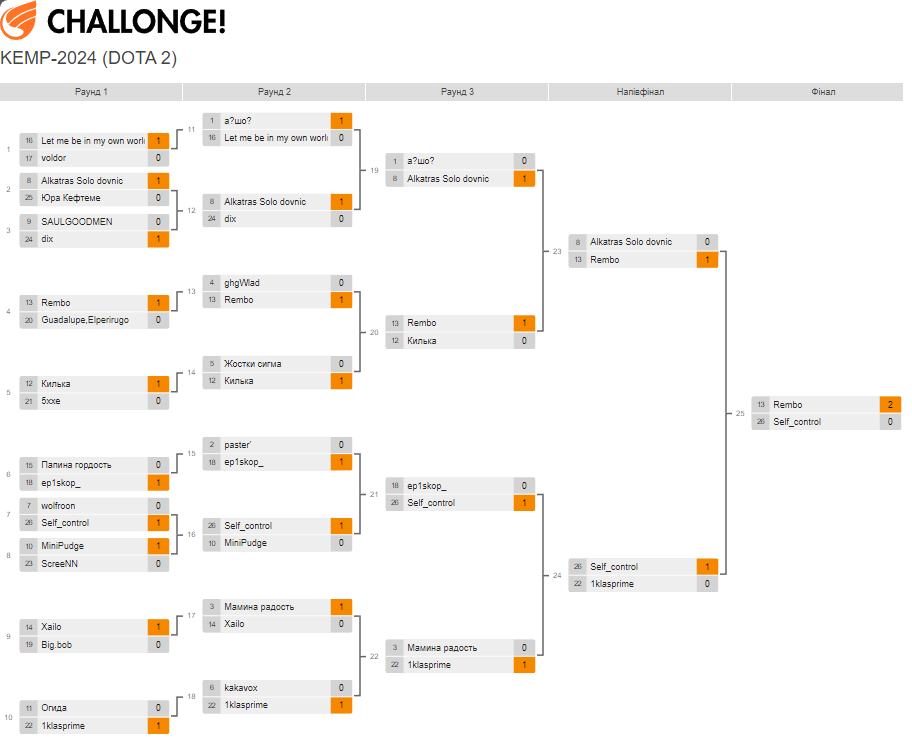 CHALLONGE!
KEMP-2024 (DOTA 2)
Раунд 1
Раунд 2
Раунд 3
Напівфінал
Фінал
1
16 Let me be in my own worl 1
17 voldor 0
2
8 Alkatras Solo dovnic 1
25 Юра Кефтеме 0
3
9 SAULGOODMEN 0
24 dix 1
4
13 Rembo 1
20 Guadalupe,Elperirugo 0
5
12 Килька 1
21 5xxe 0
6
15 Папина гордость 0
18 ep1skop_ 1
7
7 wolfroon 0
26 Self_control 1
8
10 MiniPudge 1
23 ScreeNN 0
9
14 Xailo 1
19 Big.bob 0
10
11 Огида 0
22 1klasprime 1
11
1 а?шо? 1
16 Let me be in my own worl 0
12
8 Alkatras Solo dovnic 1
24 dix 0
13
4 ghgWlad 0
13 Rembo 1
14
5 Жостки сигма 0
12 Килька 1
15
2 paster' 0
18 ep1skop_ 1
16
26 Self_control 1
10 MiniPudge 0
17
3 Мамина радость 1
14 Xailo 0
18
6 kakavox 0
22 1klasprime 1
19
1 а?шо? 0
8 Alkatras Solo dovnic 1
20
13 Rembo 1
12 Килька 0
21
18 ep1skop_ 0
26 Self_control 1
22
3 Мамина радость 0
22 1klasprime 1
23
8 Alkatras Solo dovnic 0
13 Rembo 1
24
26 Self_control 1
22 1klasprime 0
25
13 Rembo 2
26 Self_control 0